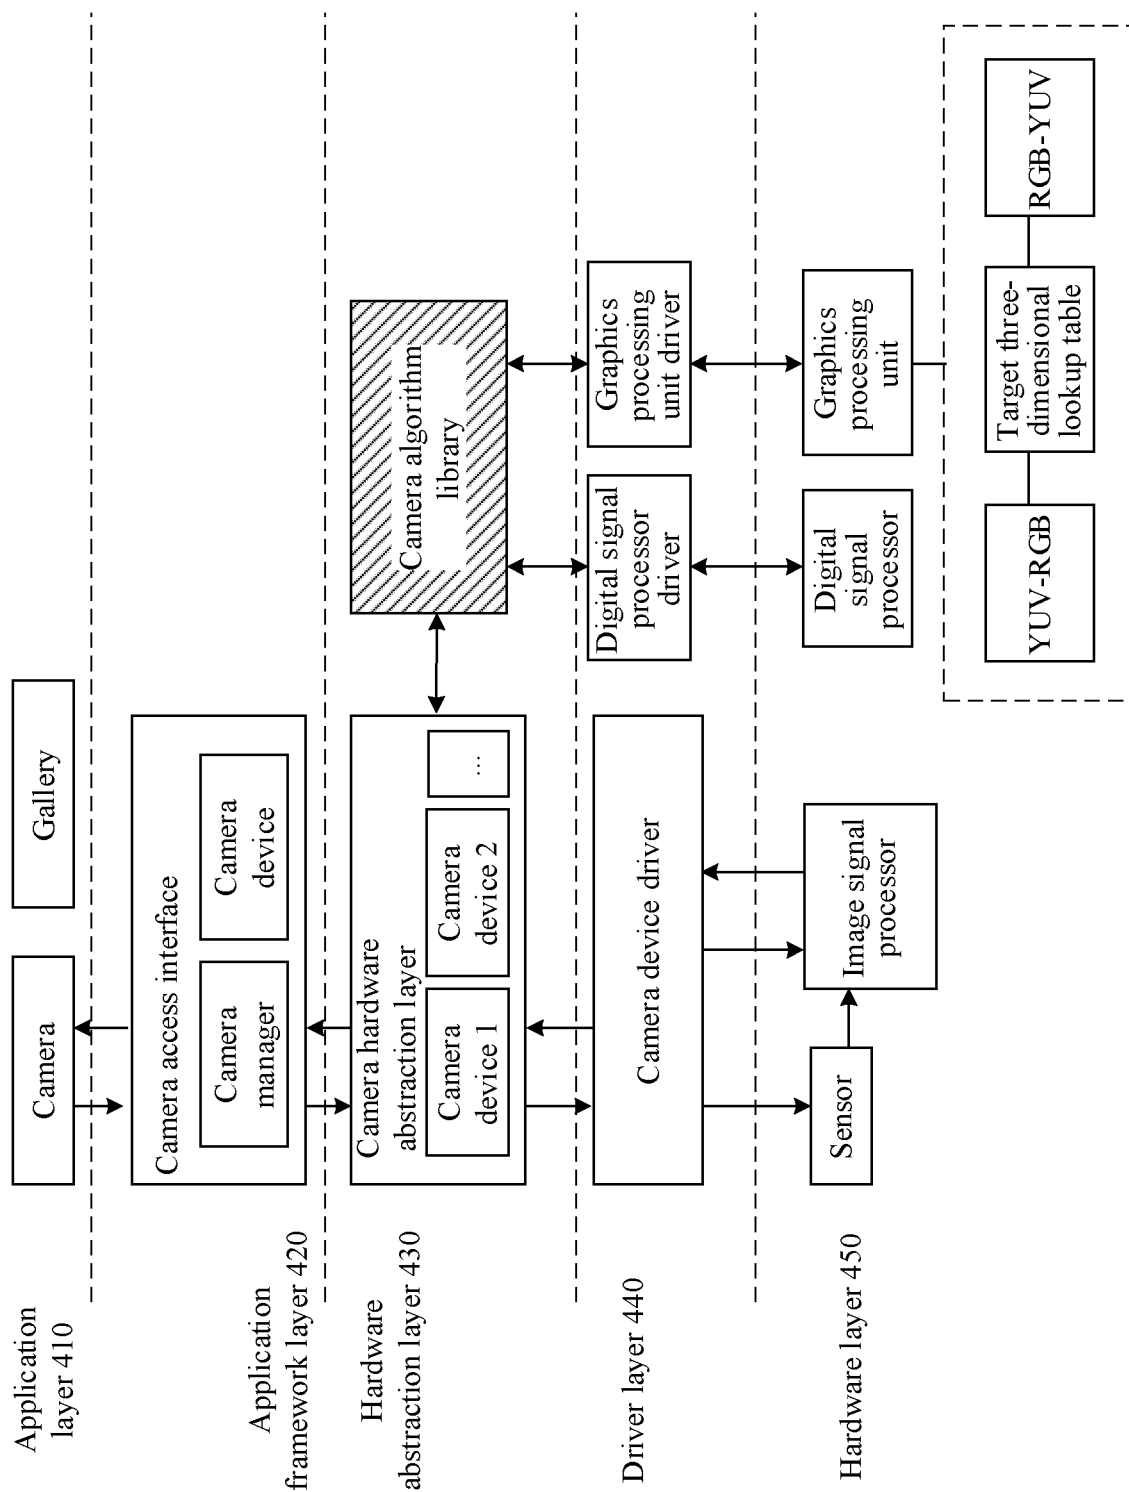 Application
layer 410
Camera
Gallery
Application
framework layer 420
Camera access interface
Camera
manager
Camera
device
Hardware
abstraction layer 430
Camera hardware
abstraction layer
Camera
device 1
Camera
device 2
...
Camera algorithm
library
Driver layer 440
Camera device driver
Digital signal
processor
driver
Graphics
processing
unit driver
Hardware layer 450
Sensor
Image signal
processor
Digital
signal
processor
Graphics
processing
unit
YUV-RGB
Target three-
dimensional
lookup table
RGB-YUV